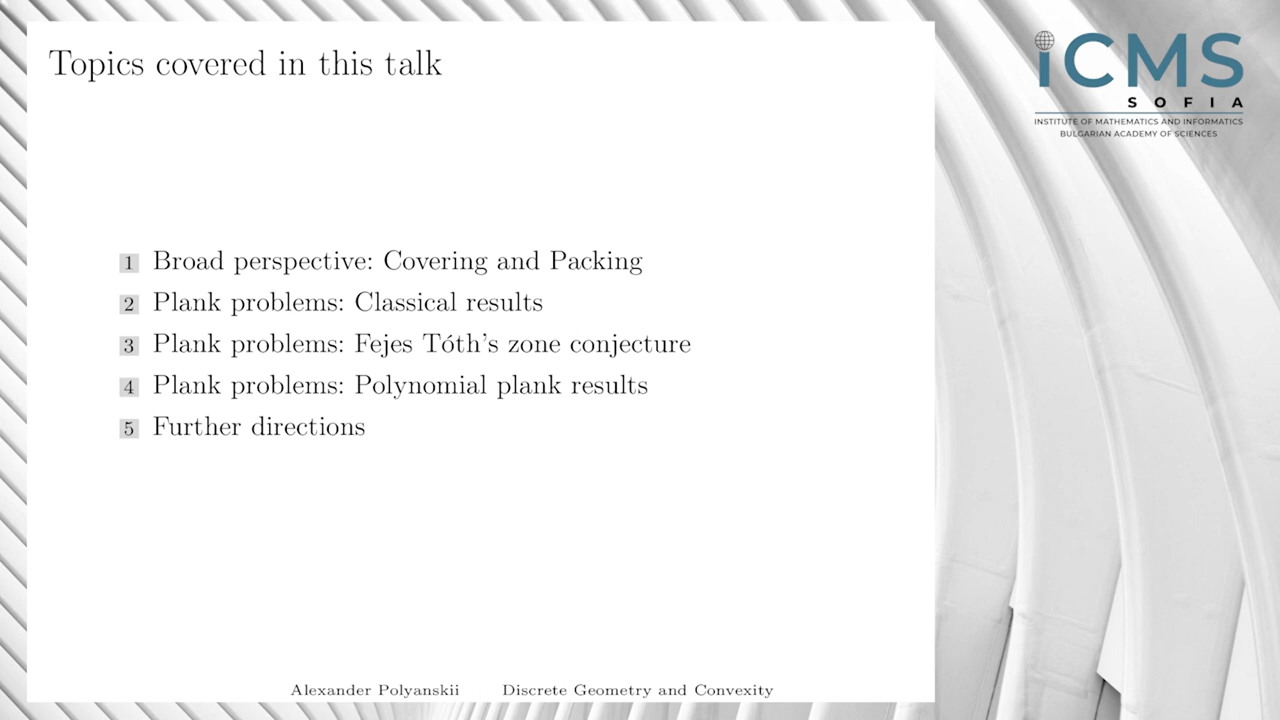 Topics covered in this talk
1 Broad perspective: Covering and Packing
2 Plank problems: Classical results
3 Plank problems: Fejes Tóth's zone conjecture
4 Plank problems: Polynomial plank results
5 Further directions
Alexander Polyanskii Discrete Geometry and Convexity
iCMS
SOFIA
INSTITUTE OF MATHEMATICS AND INFORMATICS
BULGARIAN ACADEMY OF SCIENCES